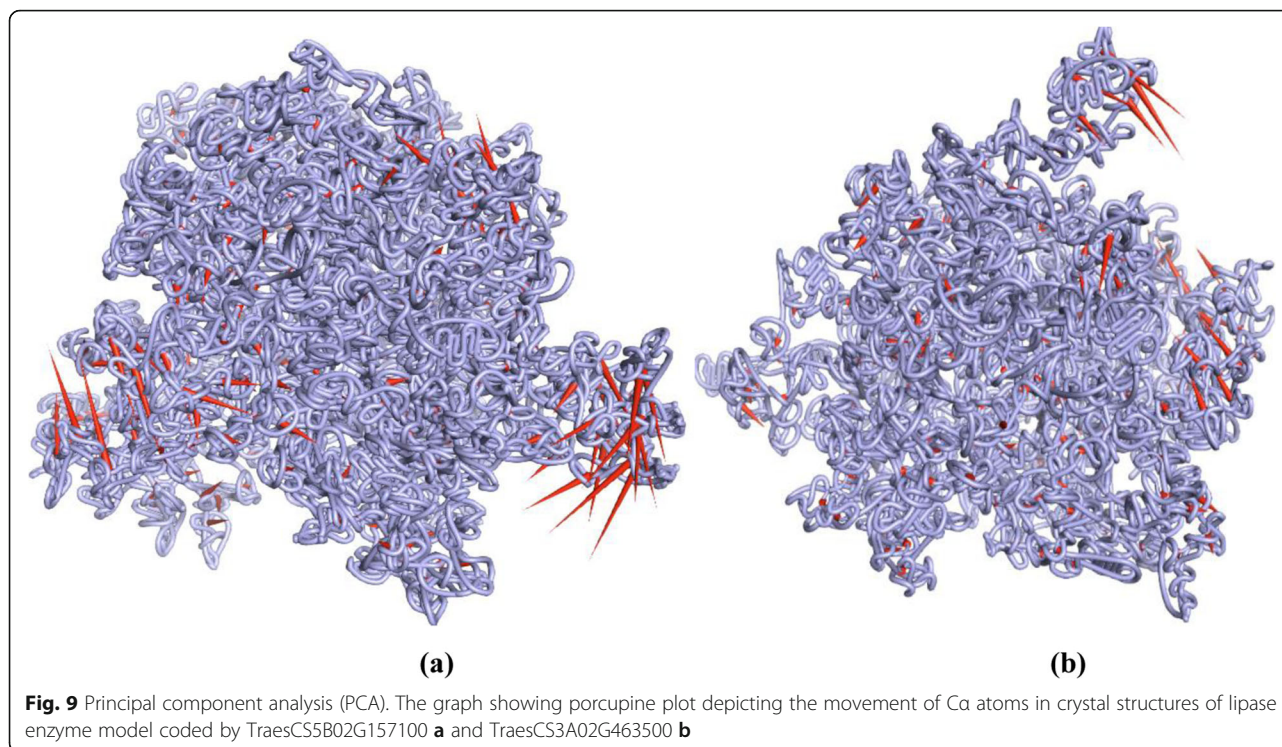 (a)
(b)
Fig. 9 Principal component analysis (PCA). The graph showing porcupine plot depicting the movement of Cα atoms in crystal structures of lipase
enzyme model coded by TraesCS5B02G157100 a and TraesCS3A02G463500 b